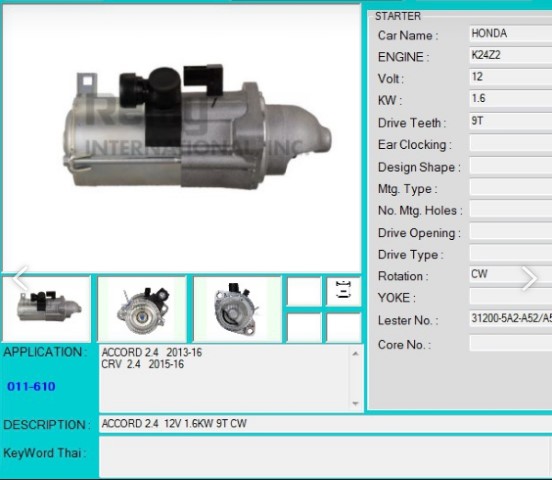 STARTER
Car Name : HONDA
ENGINE : K24Z2
Volt : 12
KW : 1.6
Drive Teeth : 9T
Ear Clocking :
Design Shape :
Mtg. Type :
No. Mtg. Holes :
Drive Opening :
Drive Type :
Rotation : CW
YOKE :
Lester No. : 31200-5A2-A52/A5
Core No. :
INTERNATIONAL, INC.
APPLICATION : ACCORD 2.4 2013-16
CRV 2.4 2015-16
011-610
DESCRIPTION : ACCORD 2.4 12V 1.6KW 9T CW
KeyWord Thai :